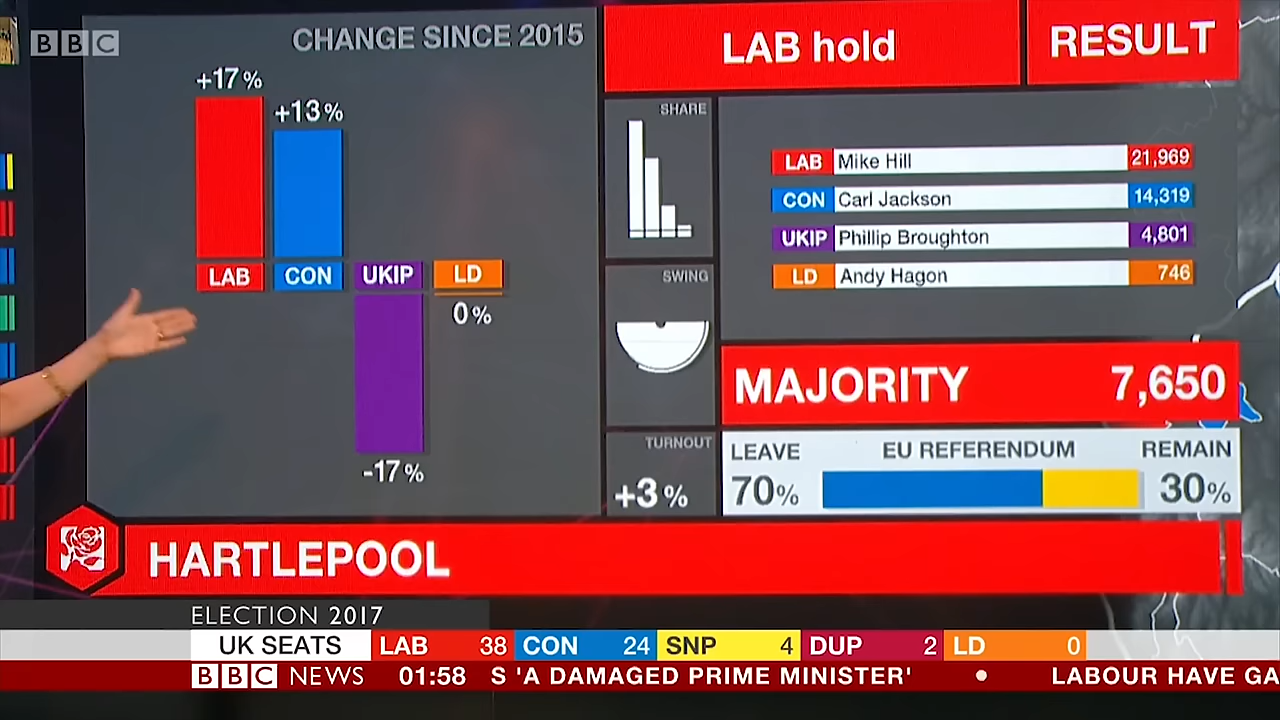 BBC
CHANGE SINCE 2015
+17%
+13%
LAB
CON
UKIP
LD
0%
-17%
LAB hold
RESULT
SHARE
LAB Mike Hill 21,969
CON Carl Jackson 14,319
UKIP Phillip Broughton 4,801
LD Andy Hagon 746
SWING
MAJORITY 7,650
TURNOUT
+3%
LEAVE EU REFERENDUM REMAIN
70% 30%
HARTLEPOOL
ELECTION 2017
UK SEATS LAB 38 CON 24 SNP 4 DUP 2 LD 0
BBC NEWS 01:58 S 'A DAMAGED PRIME MINISTER' • LABOUR HAVE GA